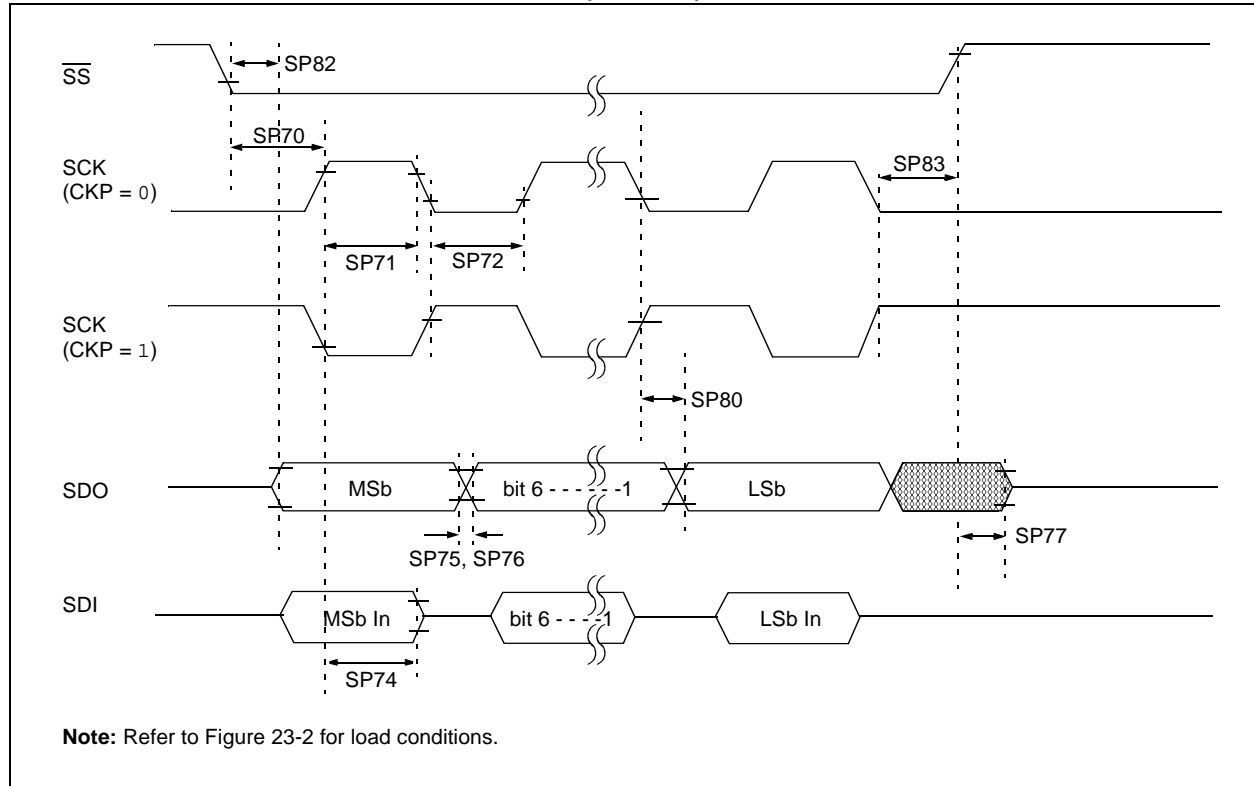 SS
SP82
SP70
SCK
(CKP = 0)
SP83
SP71
SP72
SCK
(CKP = 1)
SP80
SDO
MSb
bit 6 - - - - - -1
LSb
SP75, SP76
SP77
SDI
MSb In
bit 6 - - - -1
LSb In
SP74
Note: Refer to Figure 23-2 for load conditions.